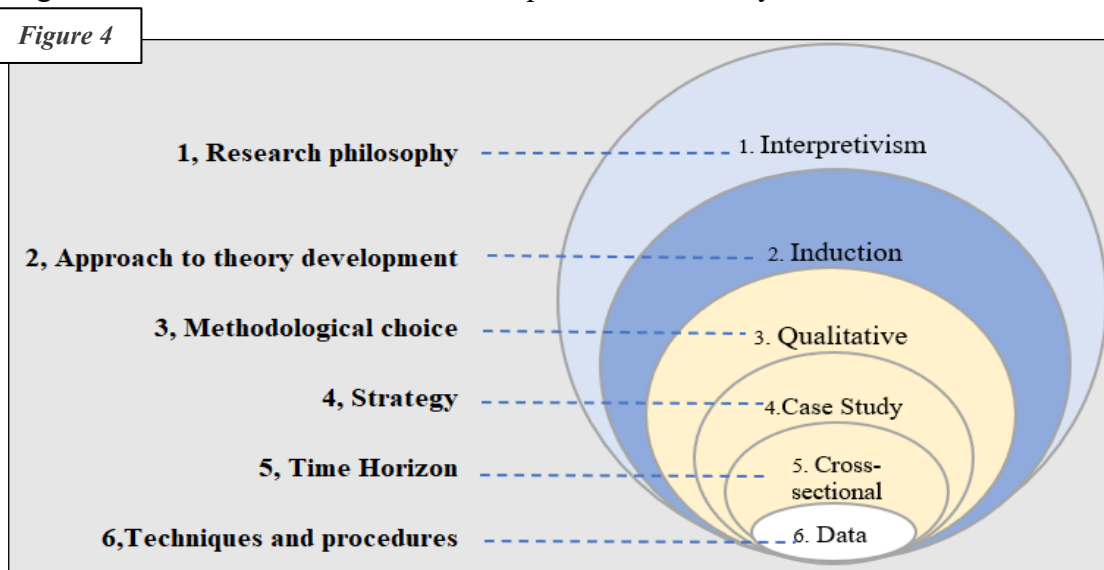 Figure 4
1, Research philosophy
1. Interpretivism
2, Approach to theory development
2. Induction
3, Methodological choice
3. Qualitative
4, Strategy
4.Case Study
5, Time Horizon
5. Cross-
sectional
6,Techniques and procedures
6. Data